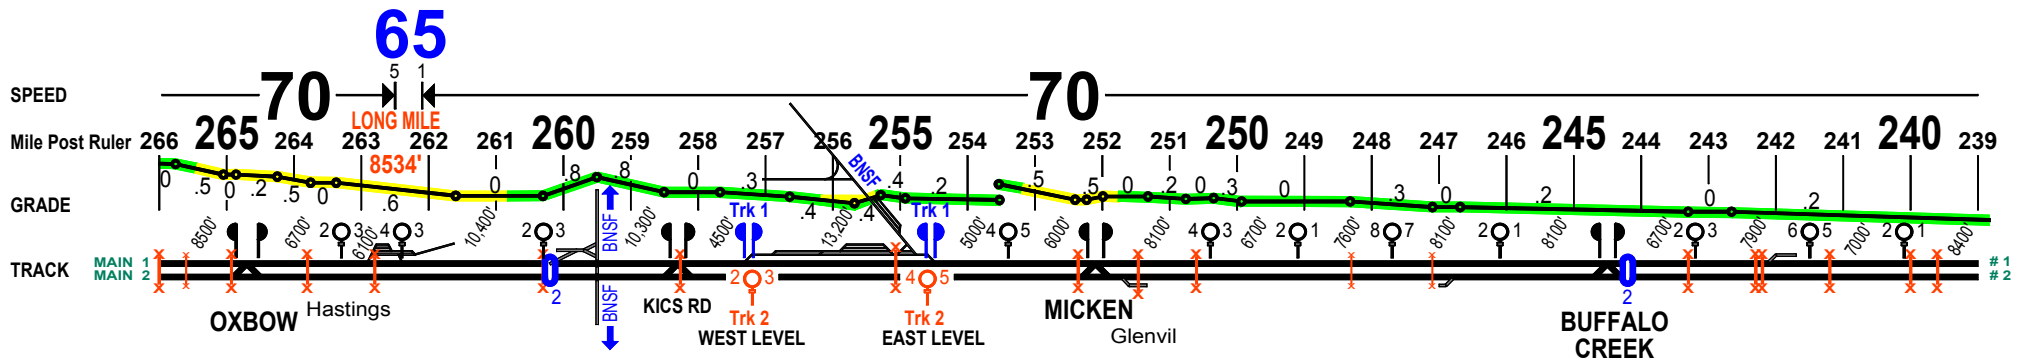 65
5 1
SPEED 70 70
LONG MILE
Mile Post Ruler 266 265 264 263 262 261 260 259 258 257 256 255 254 253 252 251 250 249 248 247 246 245 244 243 242 241 240 239
8534'
BNSF
GRADE 0 .5 0 .2 .5 0 .6 0 .8 .8 0 .3 .4 .4 .4 .2 .5 .5 0 .2 0 .3 0 .3 0 .2 0 .2
Trk 1 Trk 1
8500' 6700' 6100' 10,400' 10,300' 4500' 13,200' 5000' 6000' 8100' 6700' 7600' 8100' 8100' 6700' 7900' 7000' 8400'
2 3 4 3 2 3 4 5 4 3 2 1 8 7 2 1 2 3 6 5 2 1
BNSF
TRACK
MAIN 1 # 1
MAIN 2 # 2
2 3 4 5
2 2
BNSF
OXBOW Hastings KICS RD MICKEN
Trk 2 Trk 2
WEST LEVEL EAST LEVEL Glenvil
BUFFALO
CREEK